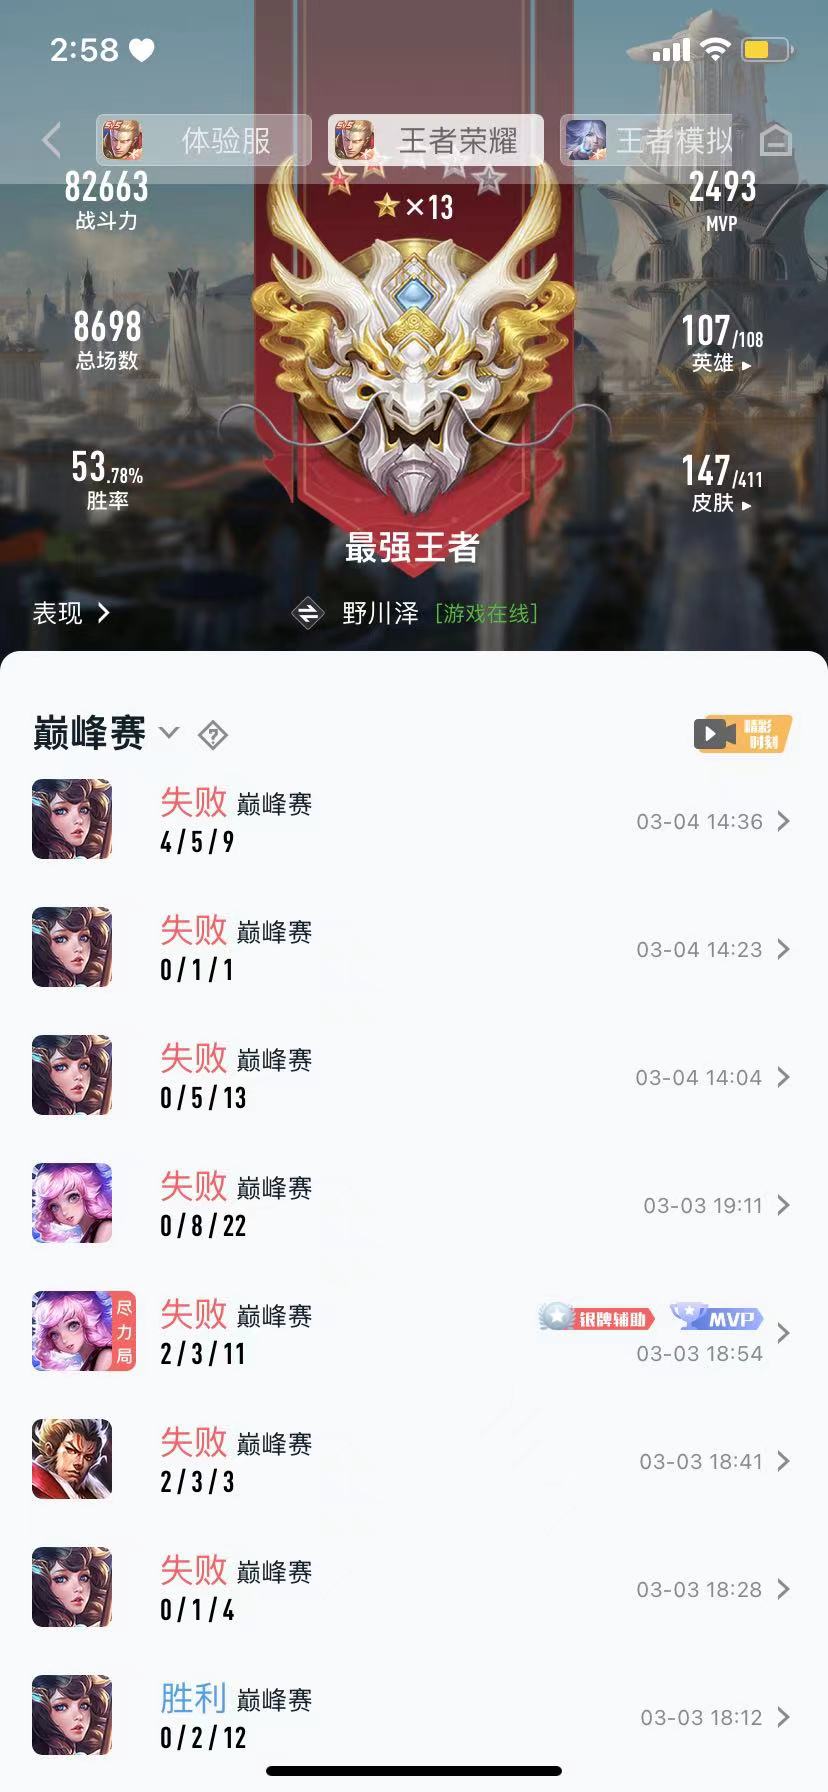 2:58
体验服
王者荣耀
王者模拟
82663
战斗力
×13
2493
MVP
8698
总场数
107/108
英雄
53.78%
胜率
147/411
皮肤
最强王者
表现
野川泽 [游戏在线]
巅峰赛
精彩
时刻
失败 巅峰赛
4/5/9
03-04 14:36
失败 巅峰赛
0/1/1
03-04 14:23
失败 巅峰赛
0/5/13
03-04 14:04
失败 巅峰赛
0/8/22
03-03 19:11
尽力局
失败 巅峰赛
2/3/11
银牌辅助 MVP
03-03 18:54
失败 巅峰赛
2/3/3
03-03 18:41
失败 巅峰赛
0/1/4
03-03 18:28
胜利 巅峰赛
0/2/12
03-03 18:12